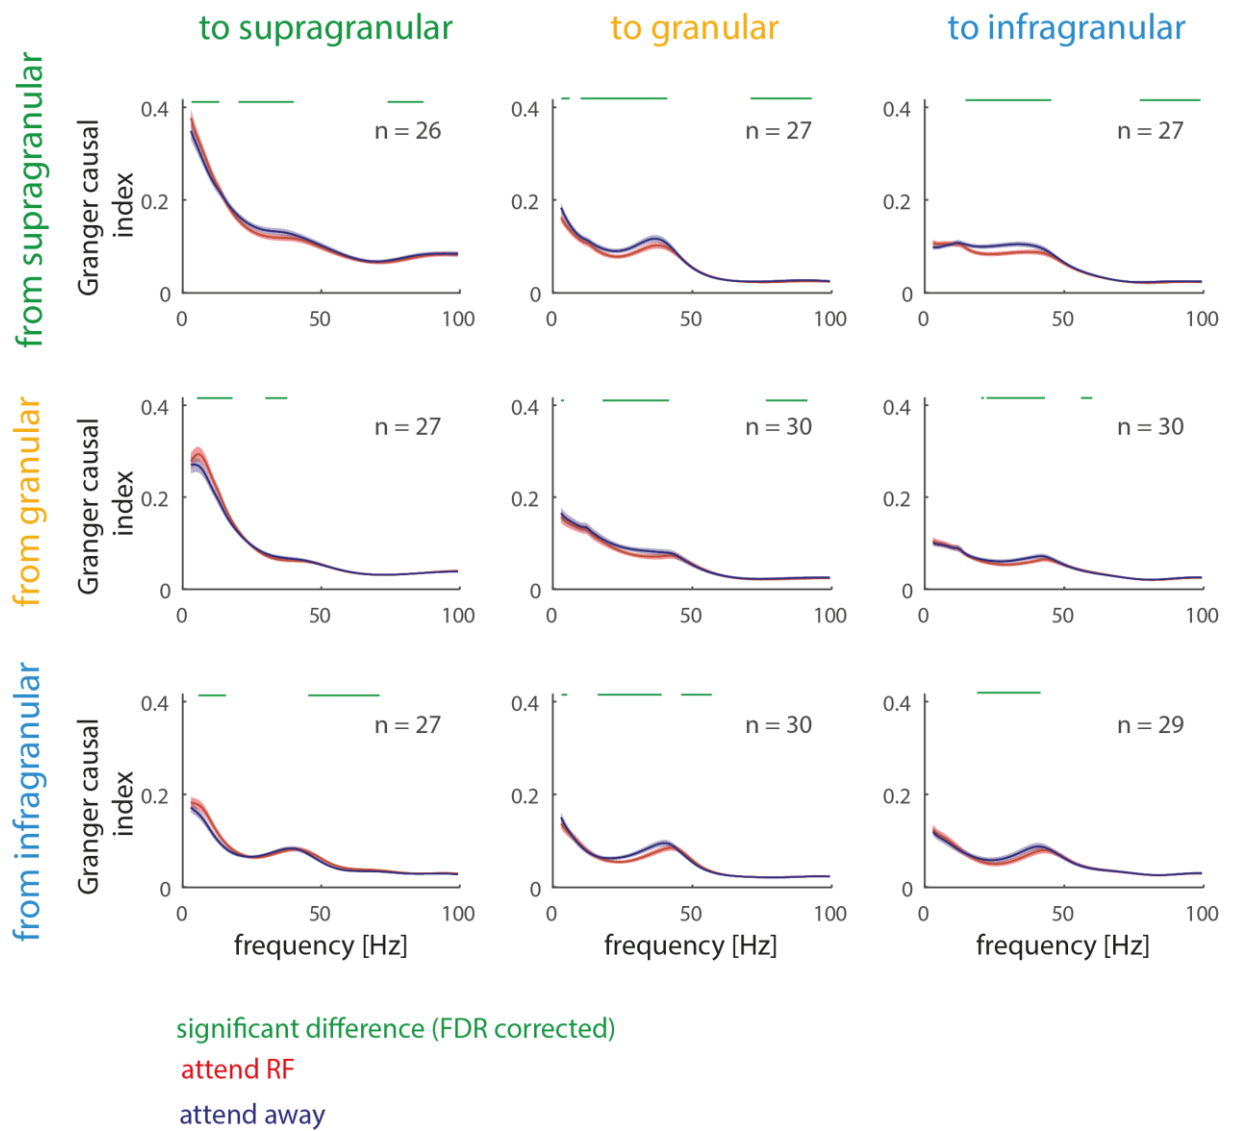 to supragranular
to granular
to infragranular
from supragranular
Granger causal
index
0.4
0.2
0
n = 26
0
50
100
0.4
0.2
0
n = 27
0
50
100
0.4
0.2
0
n = 27
0
50
100
from granular
Granger causal
index
0.4
0.2
0
n = 27
0
50
100
0.4
0.2
0
n = 30
0
50
100
0.4
0.2
0
n = 30
0
50
100
from infragranular
Granger causal
index
0.4
0.2
0
n = 27
0
50
100
frequency [Hz]
0.4
0.2
0
n = 30
0
50
100
frequency [Hz]
0.4
0.2
0
n = 29
0
50
100
frequency [Hz]
significant difference (FDR corrected)
attend RF
attend away